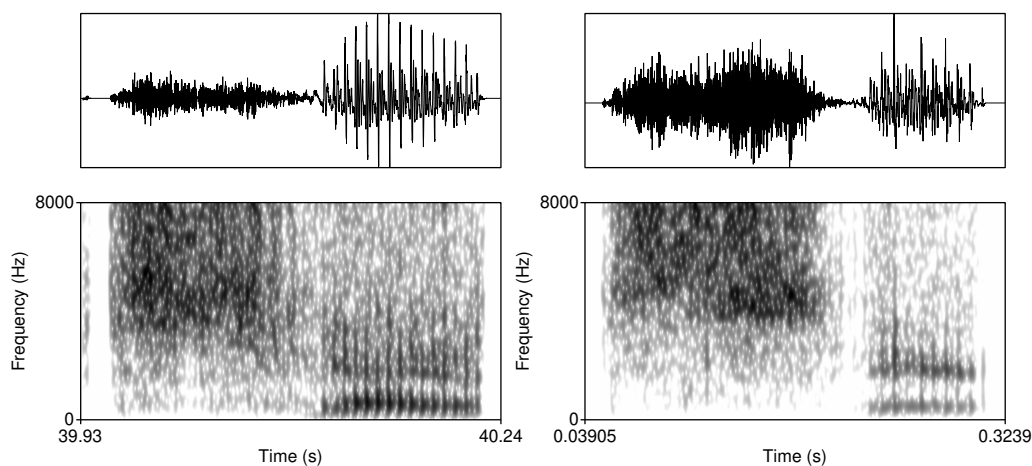 8000
Frequency (Hz)
0
39.93
40.24
Time (s)
8000
Frequency (Hz)
0
0.03905
0.3239
Time (s)